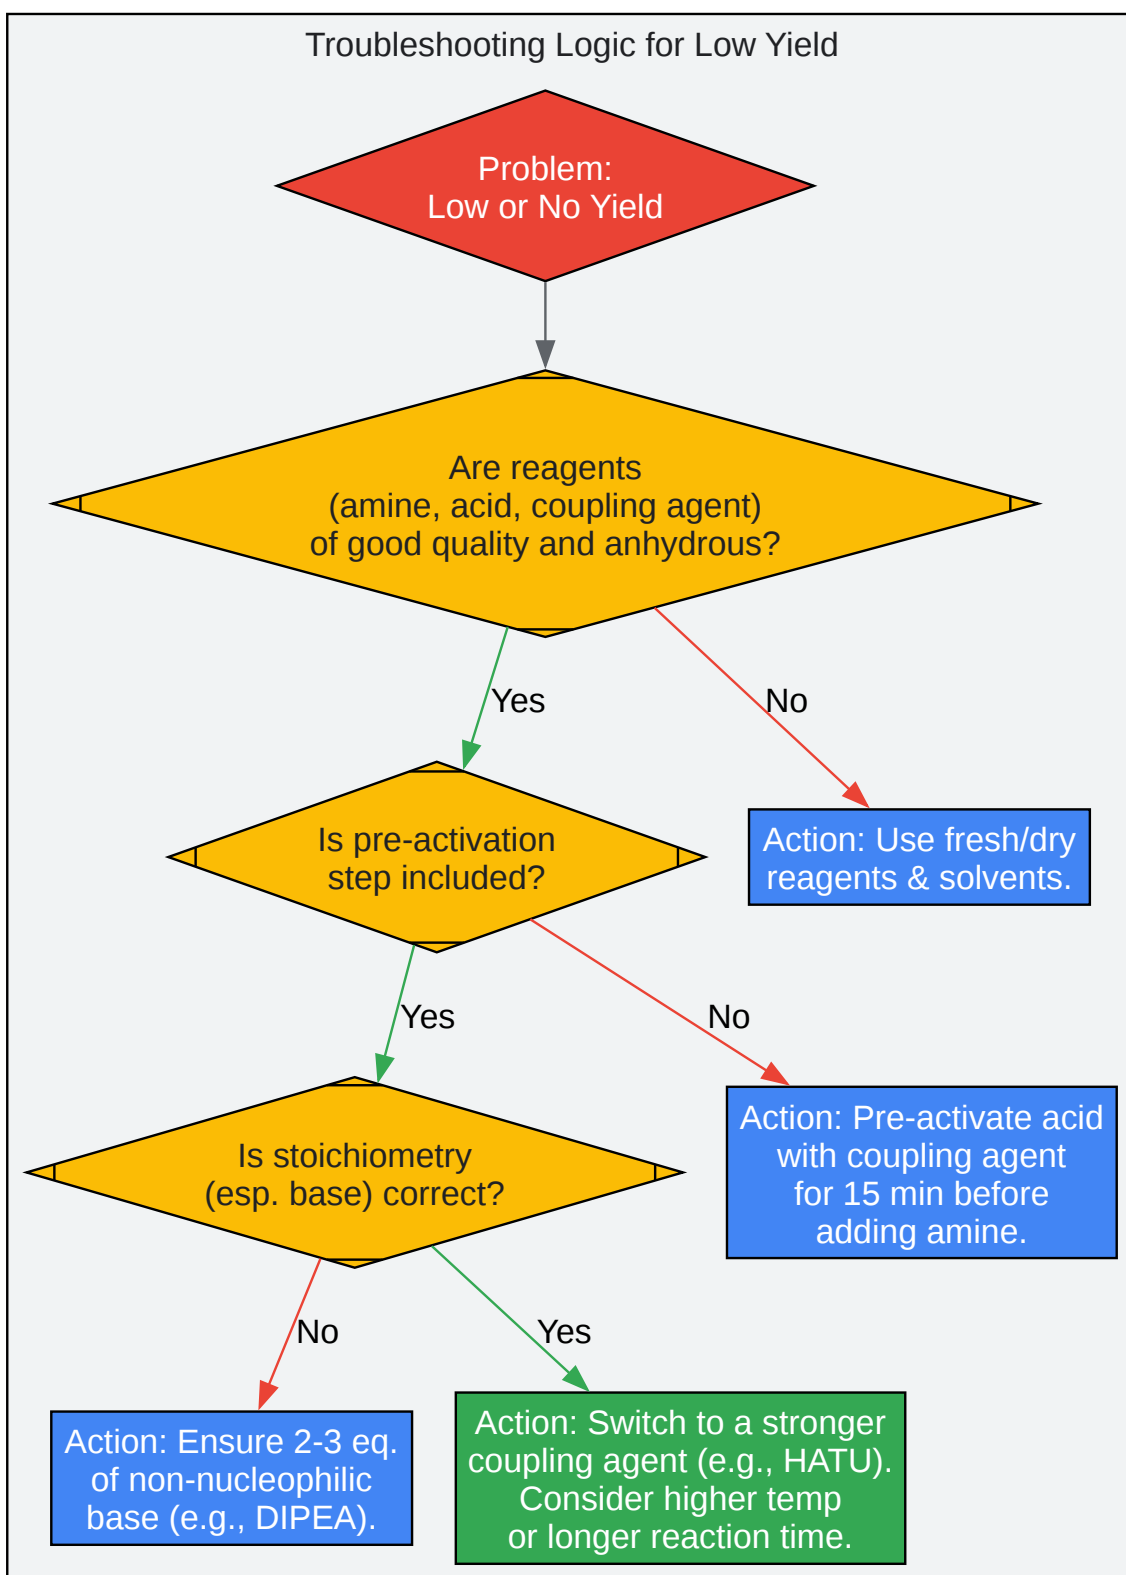 Troubleshooting Logic for Low Yield
Problem:
Low or No Yield
Are reagents
(amine, acid, coupling agent)
of good quality and anhydrous?
Yes
No
Is pre-activation
step included?
Action: Use fresh/dry
reagents & solvents.
Yes
No
Is stoichiometry
(esp. base) correct?
Action: Pre-activate acid
with coupling agent
for 15 min before
adding amine.
No
Yes
Action: Ensure 2-3 eq.
of non-nucleophilic
base (e.g., DIPEA).
Action: Switch to a stronger
coupling agent (e.g., HATU).
Consider higher temp
or longer reaction time.